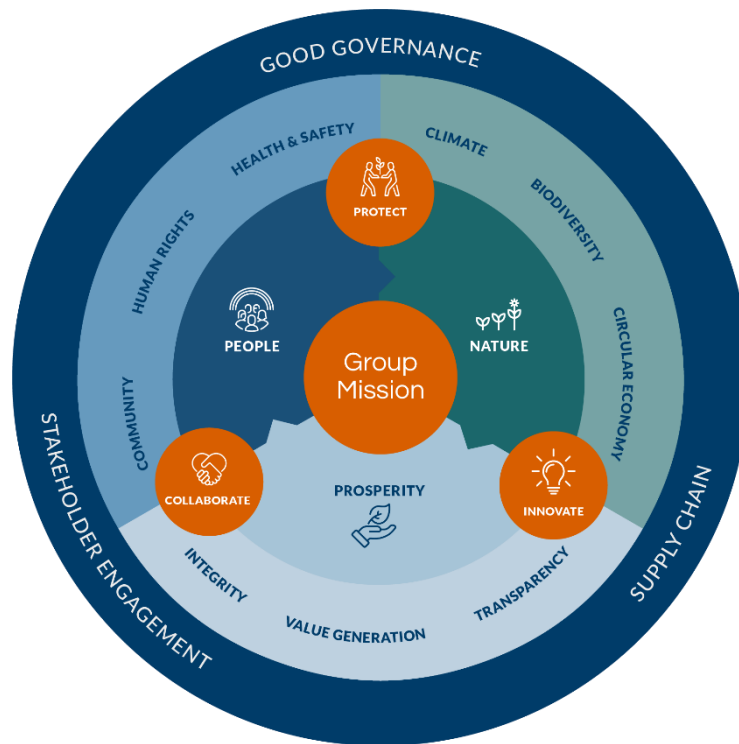 GOOD GOVERNANCE
HEALTH & SAFETY
CLIMATE
PROTECT
HUMAN RIGHTS
BIODIVERSITY
PEOPLE
NATURE
Group
Mission
COMMUNITY
CIRCULAR ECONOMY
COLLABORATE
PROSPERITY
INNOVATE
INTEGRITY
VALUE GENERATION
TRANSPARENCY
STAKEHOLDER ENGAGEMENT
SUPPLY CHAIN